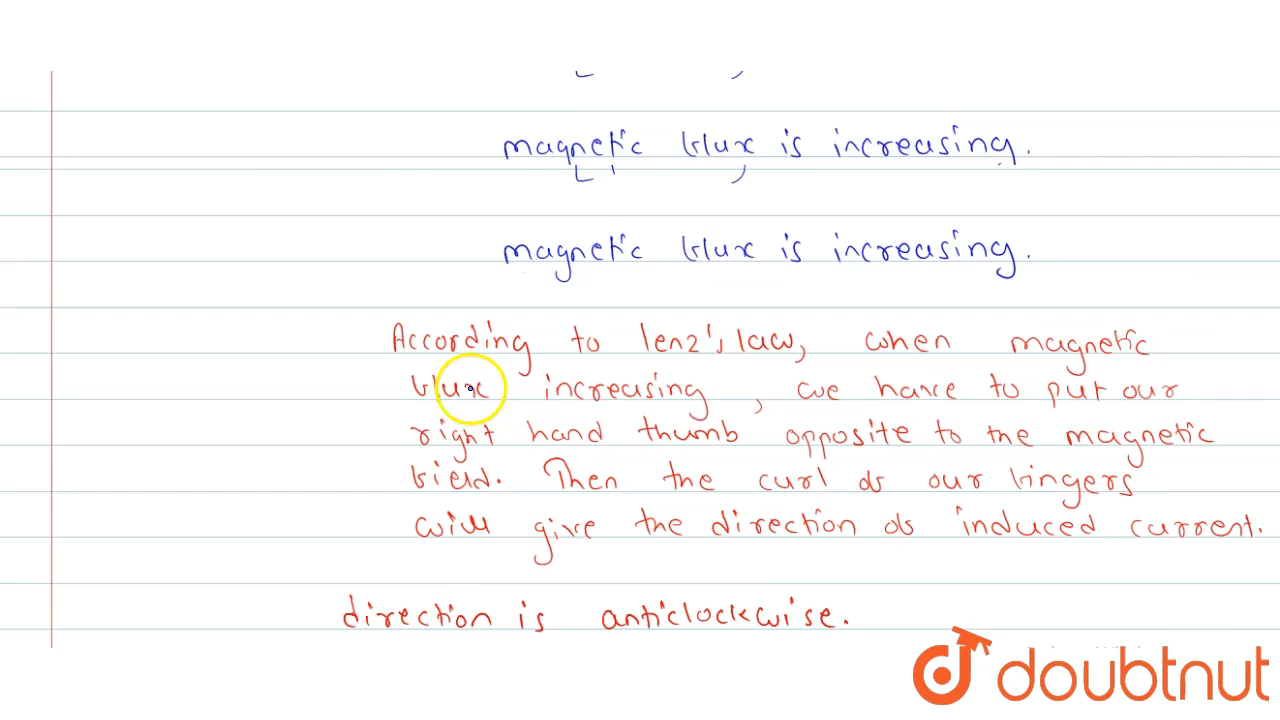 magnetic flux is increasing.
magnetic flux is increasing.
According to lenz's law, when magnetic
flux increasing, we have to put our
right hand thumb opposite to the magnetic
field. Then the curl of our fingers
will give the direction of induced current.
direction is anticlockwise.
doubtnut